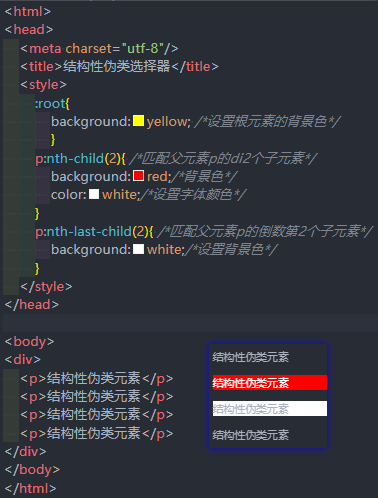 <html>
<head>
<meta charset="utf-8"/>
<title>结构性伪类选择器</title>
<style>
:root{
background:yellow; /*设置根元素的背景色*/
}
p:nth-child(2){ /*匹配父元素p的di2个子元素*/
background:red;/*背景色*/
color:white;/*设置字体颜色*/
}
p:nth-last-child(2){ /*匹配父元素p的倒数第2个子元素*/
background:white;/*设置背景色*/
}
</style>
</head>
<body>
<div>
<p>结构性伪类元素</p>
<p>结构性伪类元素</p>
<p>结构性伪类元素</p>
<p>结构性伪类元素</p>
</div>
</body>
</html>
结构性伪类元素
结构性伪类元素
结构性伪类元素
结构性伪类元素